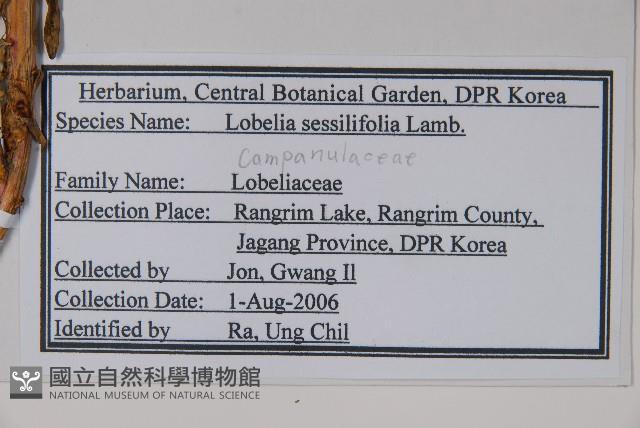 Herbarium, Central Botanical Garden, DPR Korea
Species Name: Lobelia sessilifolia Lamb.
Campanulaceae
Family Name: Lobeliaceae
Collection Place: Rangrim Lake, Rangrim County,
Jagang Province, DPR Korea
Collected by Jon, Gwang Il
Collection Date: 1-Aug-2006
Identified by Ra, Ung Chil
國立自然科學博物館
NATIONAL MUSEUM OF NATURAL SCIENCE